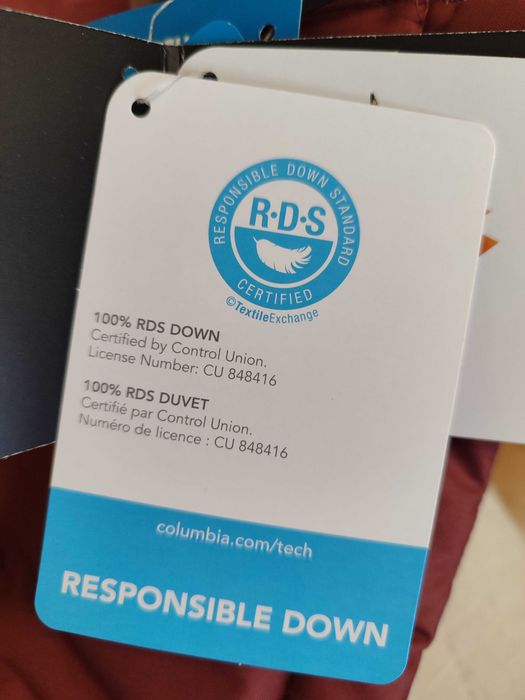 RESPONSIBLE DOWN STANDARD
R·D·S
CERTIFIED
©TextileExchange
100% RDS DOWN
Certified by Control Union.
License Number: CU 848416
100% RDS DUVET
Certifié par Control Union.
Numéro de licence : CU 848416
columbia.com/tech
RESPONSIBLE DOWN